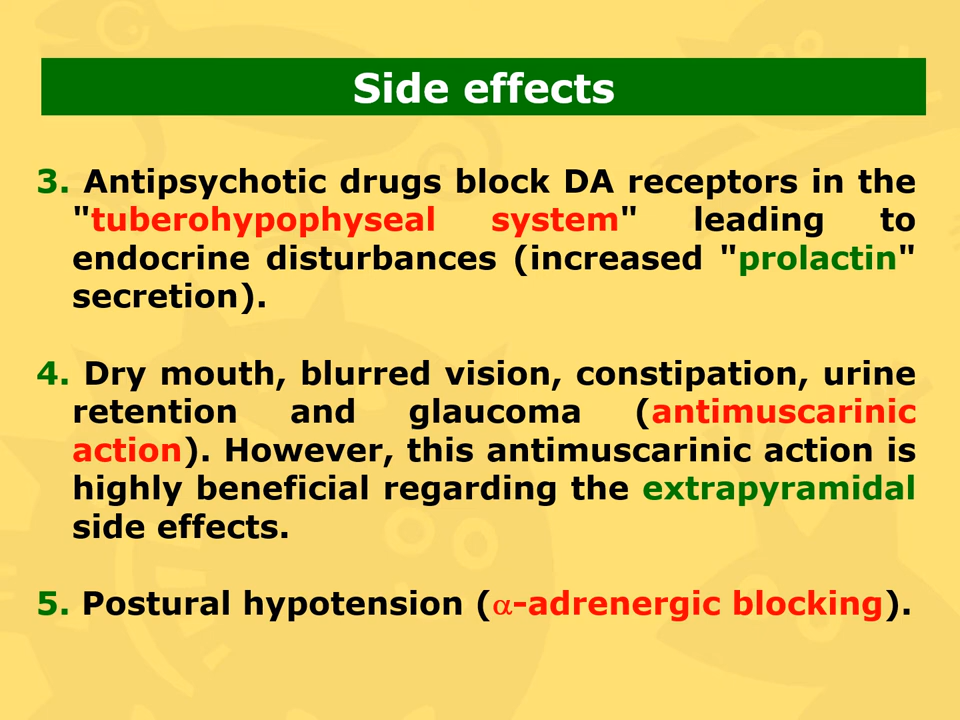 Side effects
3. Antipsychotic drugs block DA receptors in the
"tuberohypophyseal system" leading to
endocrine disturbances (increased "prolactin"
secretion).
4. Dry mouth, blurred vision, constipation, urine
retention and glaucoma (antimuscarinic
action). However, this antimuscarinic action is
highly beneficial regarding the extrapyramidal
side effects.
5. Postural hypotension (α-adrenergic blocking).